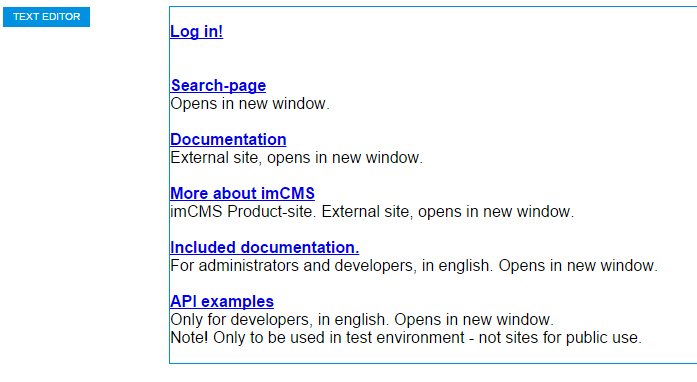 TEXT EDITOR
Log in!
Search-page
Opens in new window.
Documentation
External site, opens in new window.
More about imCMS
imCMS Product-site. External site, opens in new window.
Included documentation.
For administrators and developers, in english. Opens in new window.
API examples
Only for developers, in english. Opens in new window.
Note! Only to be used in test environment - not sites for public use.